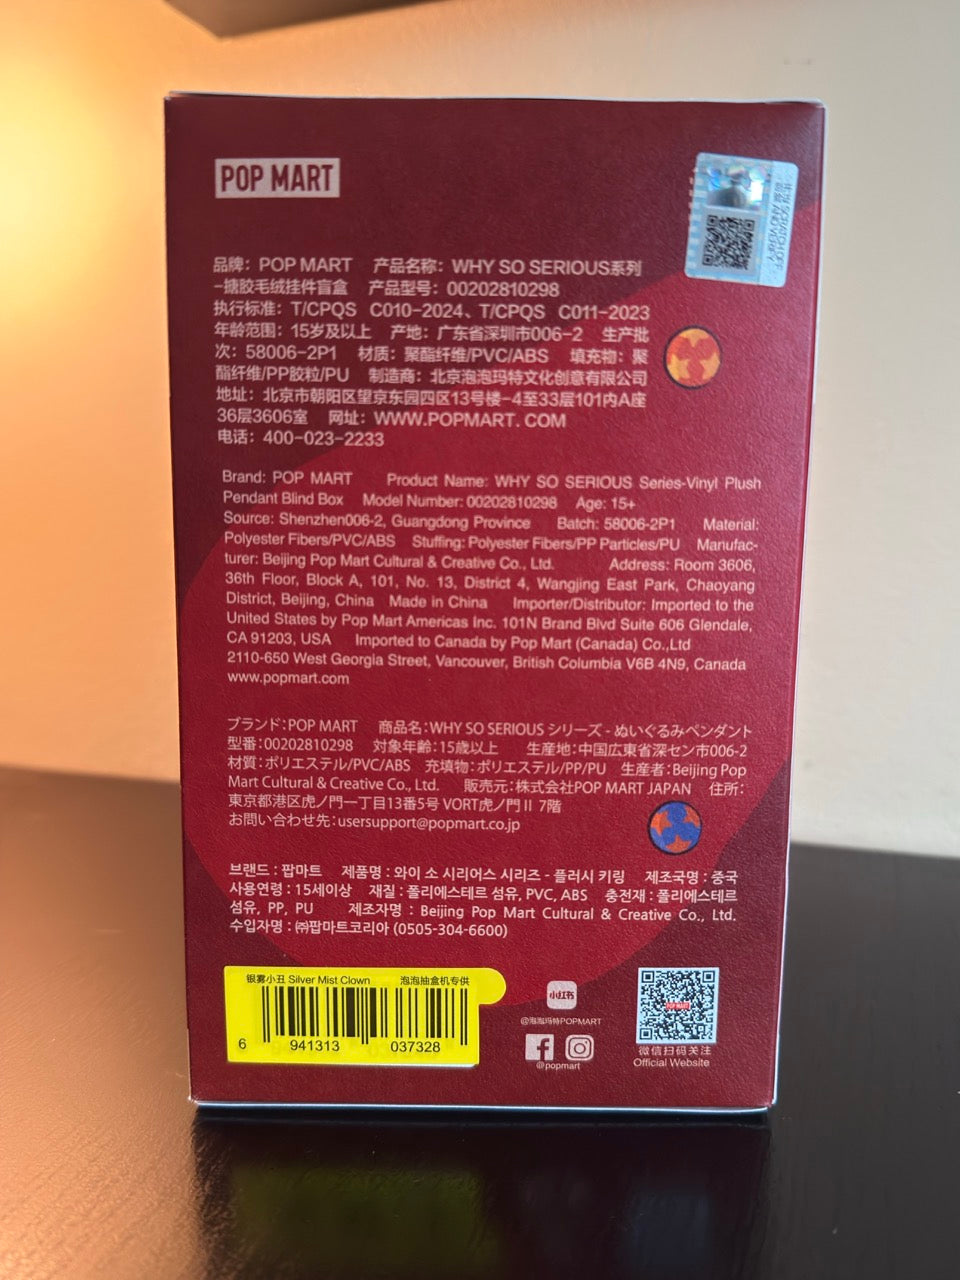 POP MART
品牌：POP MART 产品名称：WHY SO SERIOUS系列
-搪胶毛绒挂件盲盒 产品型号：00202810298
执行标准：T/CPQS C010-2024、T/CPQS C011-2023
年龄范围：15岁及以上 产地：广东省深圳市006-2 生产批
次：58006-2P1 材质：聚酯纤维/PVC/ABS 填充物：聚
酯纤维/PP胶粒/PU 制造商：北京泡泡玛特文化创意有限公司
地址：北京市朝阳区望京东园四区13号楼-4至33层101内A座
36层3606室 网址：WWW.POPMART.COM
电话：400-023-2233
Brand: POP MART Product Name: WHY SO SERIOUS Series-Vinyl Plush
Pendant Blind Box Model Number: 00202810298 Age: 15+
Source: Shenzhen006-2, Guangdong Province Batch: 58006-2P1 Material:
Polyester Fibers/PVC/ABS Stuffing: Polyester Fibers/PP Particles/PU Manufac-
turer: Beijing Pop Mart Cultural & Creative Co., Ltd. Address: Room 3606,
36th Floor, Block A, 101, No. 13, District 4, Wangjing East Park, Chaoyang
District, Beijing, China Made in China Importer/Distributor: Imported to the
United States by Pop Mart Americas Inc. 101N Brand Blvd Suite 606 Glendale,
CA 91203, USA Imported to Canada by Pop Mart (Canada) Co.,Ltd
2110-650 West Georgia Street, Vancouver, British Columbia V6B 4N9, Canada
www.popmart.com
ブランド：POP MART 商品名：WHY SO SERIOUS シリーズ - ぬいぐるみペンダント
型番：00202810298 対象年齢：15歳以上 生産地：中国広東省深セン市006-2
材質：ポリエステル/PVC/ABS 充填物：ポリエステル/PP/PU 生産者：Beijing Pop
Mart Cultural & Creative Co., Ltd. 販売元：株式会社POP MART JAPAN 住所：
東京都港区虎ノ門一丁目13番5号 VORT虎ノ門Ⅱ 7階
お問い合わせ先：usersupport@popmart.co.jp
브랜드 : 팝마트 제품명 : 와이 소 시리어스 시리즈 - 플러시 키링 제조국명 : 중국
사용연령 : 15세이상 재질 : 폴리에스테르 섬유, PVC, ABS 충전재 : 폴리에스테르
섬유, PP, PU 제조자명 : Beijing Pop Mart Cultural & Creative Co., Ltd.
수입자명 : ㈜팝마트코리아 (0505-304-6600)
银雾小丑 Silver Mist Clown 泡泡抽盒机专供
6 941313 037328
小红书
@泡泡玛特POPMART
@popmart
POP MART
微信扫码关注
Official Website